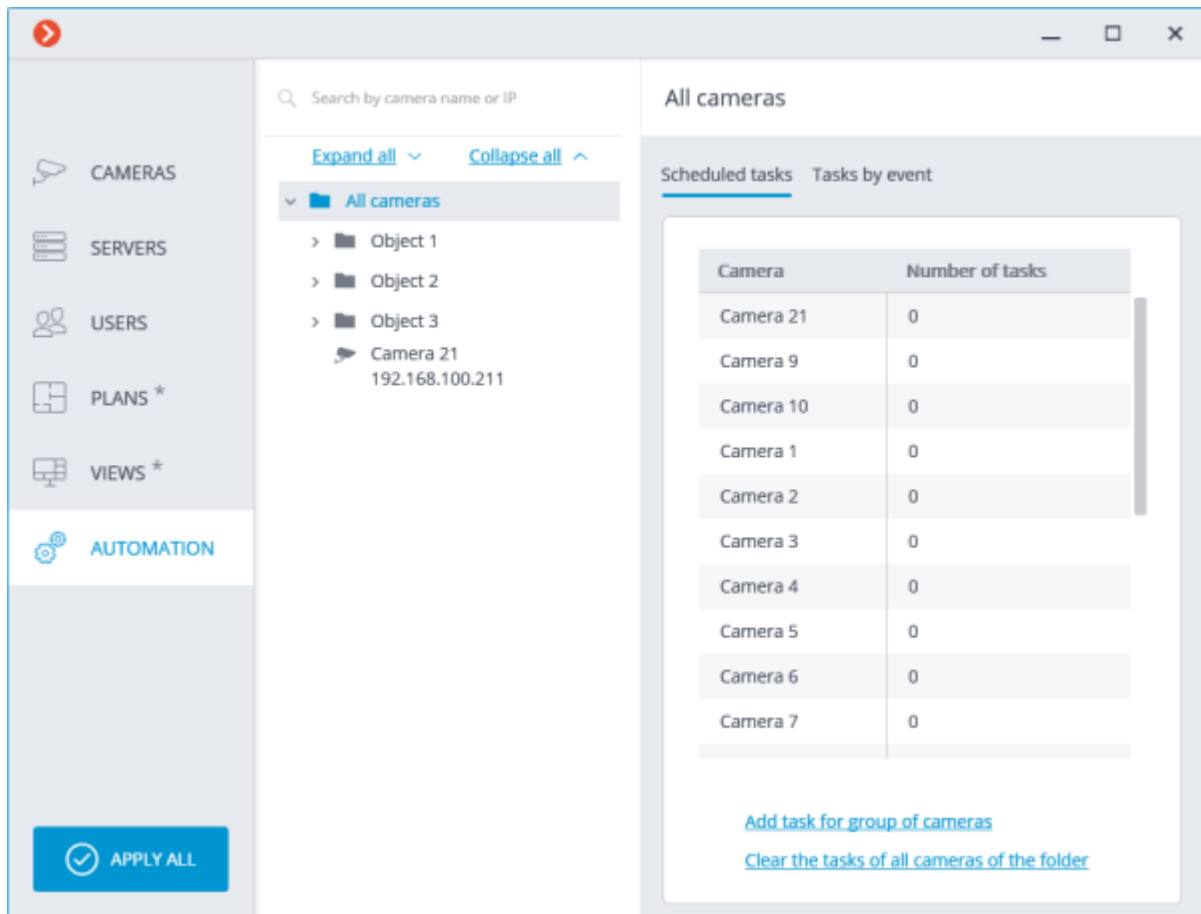 Search by camera name or IP
All cameras
Expand all
Collapse all
Scheduled tasks
Tasks by event
CAMERAS
SERVERS
USERS
PLANS *
VIEWS *
AUTOMATION
All cameras
Object 1
Object 2
Object 3
Camera 21
192.168.100.211
Camera Number of tasks
Camera 21 0
Camera 9 0
Camera 10 0
Camera 1 0
Camera 2 0
Camera 3 0
Camera 4 0
Camera 5 0
Camera 6 0
Camera 7 0
Add task for group of cameras
Clear the tasks of all cameras of the folder
APPLY ALL